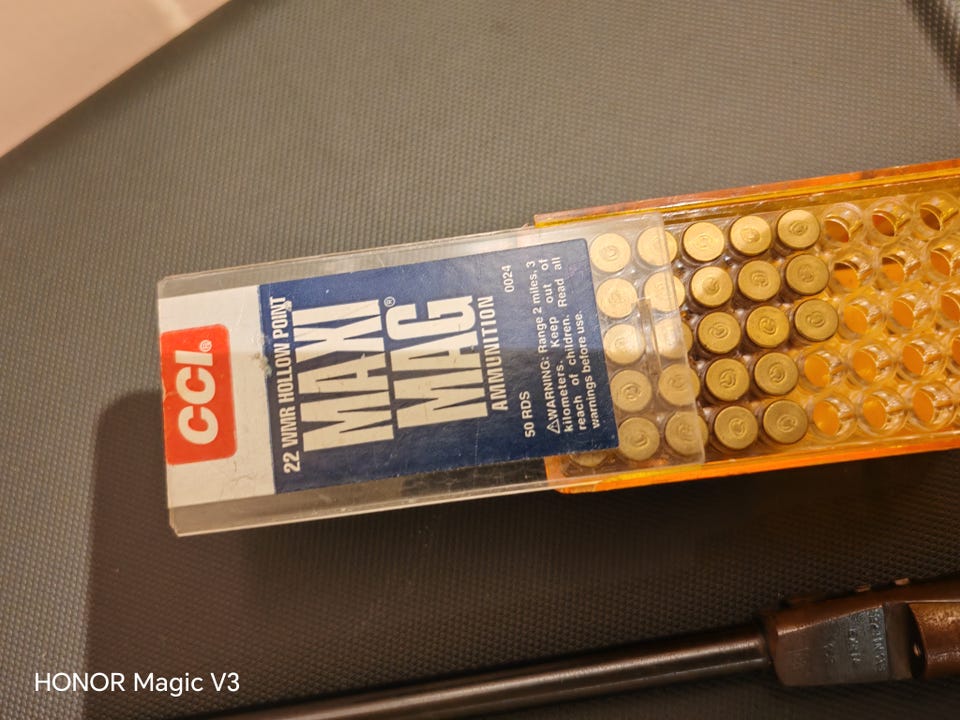 CCI®
22 WMR HOLLOW POINT
MAXI
MAG®
AMMUNITION
50 RDS
0024
⚠WARNING: Range 2 miles, 3
kilometers. Keep out of
reach of children. Read all
warnings before use.
HONOR Magic V3